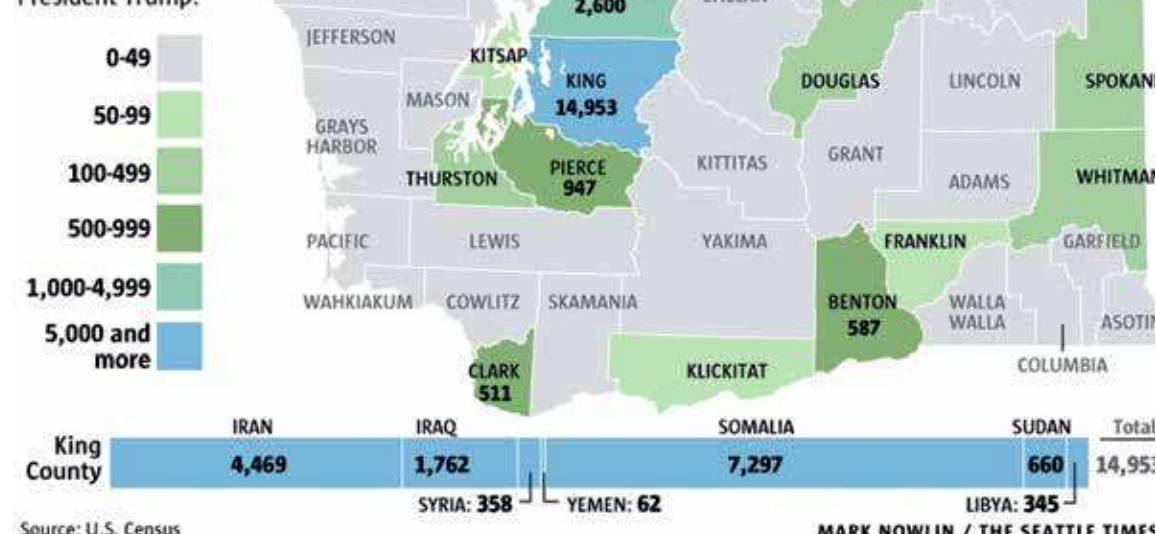 President Trump:
0-49
50-99
100-499
500-999
1,000-4,999
5,000 and
more
2,600
JEFFERSON
KITSAP
KING
14,953
DOUGLAS
LINCOLN
SPOKAN
MASON
GRAYS
HARBOR
THURSTON
PIERCE
947
KITTITAS
GRANT
ADAMS
WHITMAN
PACIFIC
LEWIS
YAKIMA
FRANKLIN
GARFIELD
WAHKIAKUM
COWLITZ
SKAMANIA
BENTON
587
WALLA
WALLA
ASOTIN
COLUMBIA
CLARK
511
KLICKITAT
IRAN
IRAQ
SOMALIA
SUDAN
Total
King
County
4,469
1,762
7,297
660
14,953
SYRIA: 358
YEMEN: 62
LIBYA: 345
Source: U.S. Census
MARK NOWLIN / THE SEATTLE TIMES